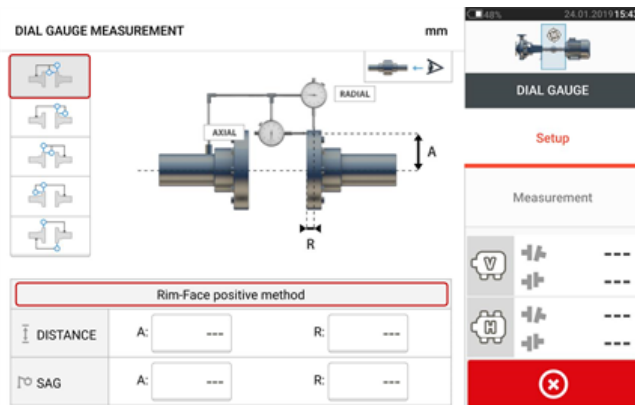 DIAL GAUGE MEASUREMENT
mm
48%
24.01.2019 15:42
RADIAL
AXIAL
A
R
DIAL GAUGE
Setup
Measurement
V
---
---
H
---
---
Rim-Face positive method
DISTANCE A: --- R: ---
SAG A: --- R: ---